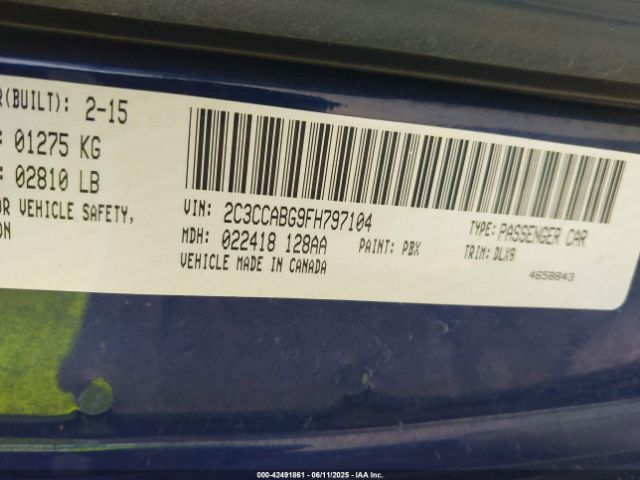 R(BUILT): 2-15
: 01275 KG
: 02810 LB
OR VEHICLE SAFETY,
ON
VIN: 2C3CCABG9FH797104
TYPE: PASSENGER CAR
MDH: 022418 128AA PAINT: PBX TRIM: DLX9
VEHICLE MADE IN CANADA
4658843
000-42491861 - 06/11/2025 - IAA Inc.